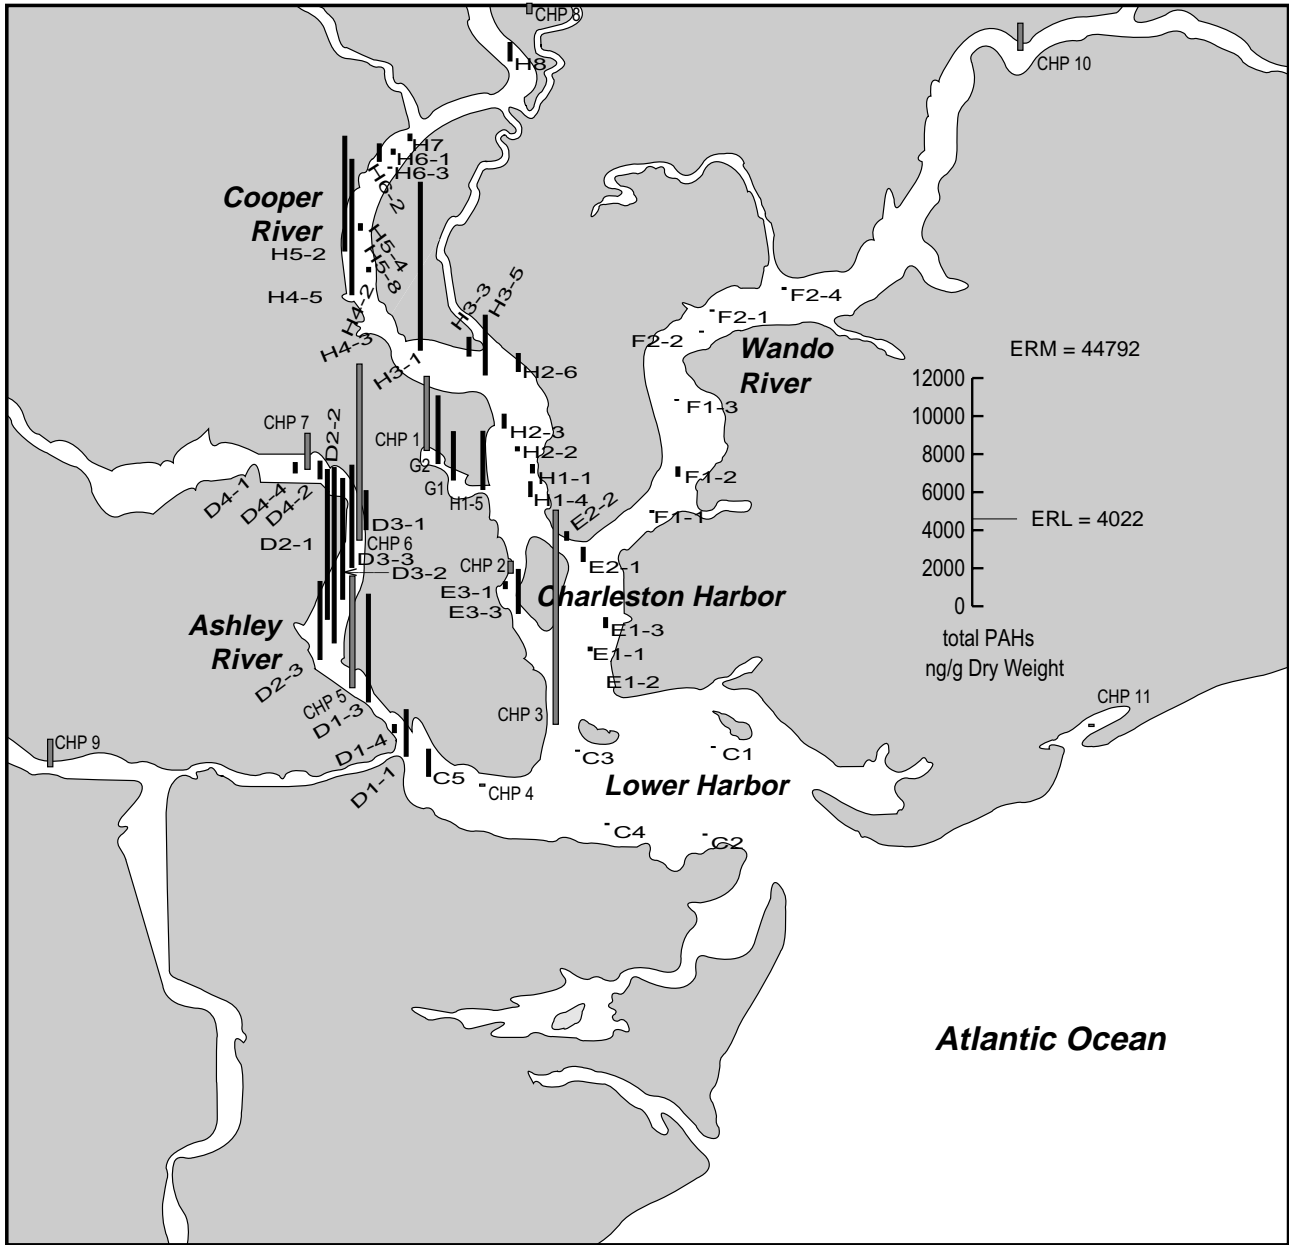 CHP 8
H8
CHP 10
H7
H6-1
H6-3
H6-2
Cooper
River
H5-4
H5-2
H5-8
H4-5
H4-2
H3-3
H3-5
F2-4
F2-1
F2-2
H4-3
H3-1
H2-6
Wando
River
ERM = 44792
12000
10000
8000
6000
4000
2000
0
ERL = 4022
total PAHs
ng/g Dry Weight
F1-3
CHP 7
D2-2
CHP 1
H2-3
H2-2
G2
H1-1
F1-2
D4-1
D4-4
D4-2
G1
H1-5
H1-4
E2-2
F1-1
D3-1
D2-1
CHP 6
D3-3
D3-2
CHP 2
E2-1
E3-1
E3-3
Charleston Harbor
Ashley
River
E1-3
E1-1
D2-3
E1-2
CHP 5
D1-3
CHP 3
CHP 11
CHP 9
D1-4
C3
C1
D1-1
C5
CHP 4
Lower Harbor
C4
C2
Atlantic Ocean